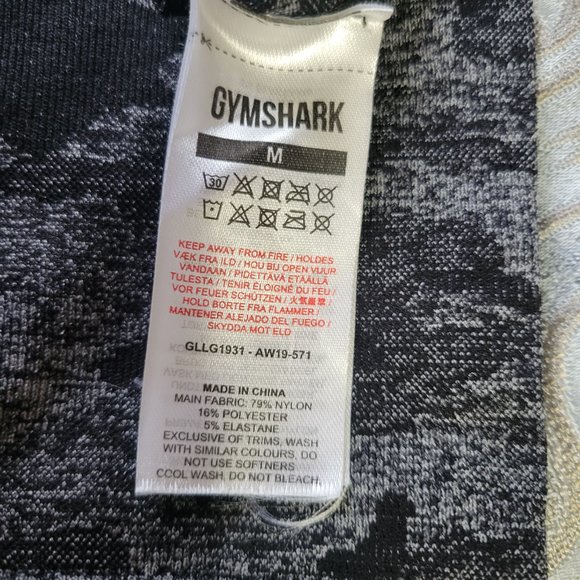 GYMSHARK
M
30
KEEP AWAY FROM FIRE / HOLDES
VÆK FRA ILD / HOU BIJ OPEN VUUR
VANDAAN / PIDETTÄVÄ ETÄÄLLÄ
TULESTA / TENIR ÉLOIGNÉ DU FEU /
VOR FEUER SCHÜTZEN / 火気厳禁 /
HOLD BORTE FRA FLAMMER /
MANTENER ALEJADO DEL FUEGO /
SKYDDA MOT ELD
GLLG1931 - AW19-571
MADE IN CHINA
MAIN FABRIC: 79% NYLON
16% POLYESTER
5% ELASTANE
EXCLUSIVE OF TRIMS, WASH
WITH SIMILAR COLOURS, DO
NOT USE SOFTNERS
COOL WASH, DO NOT BLEACH,